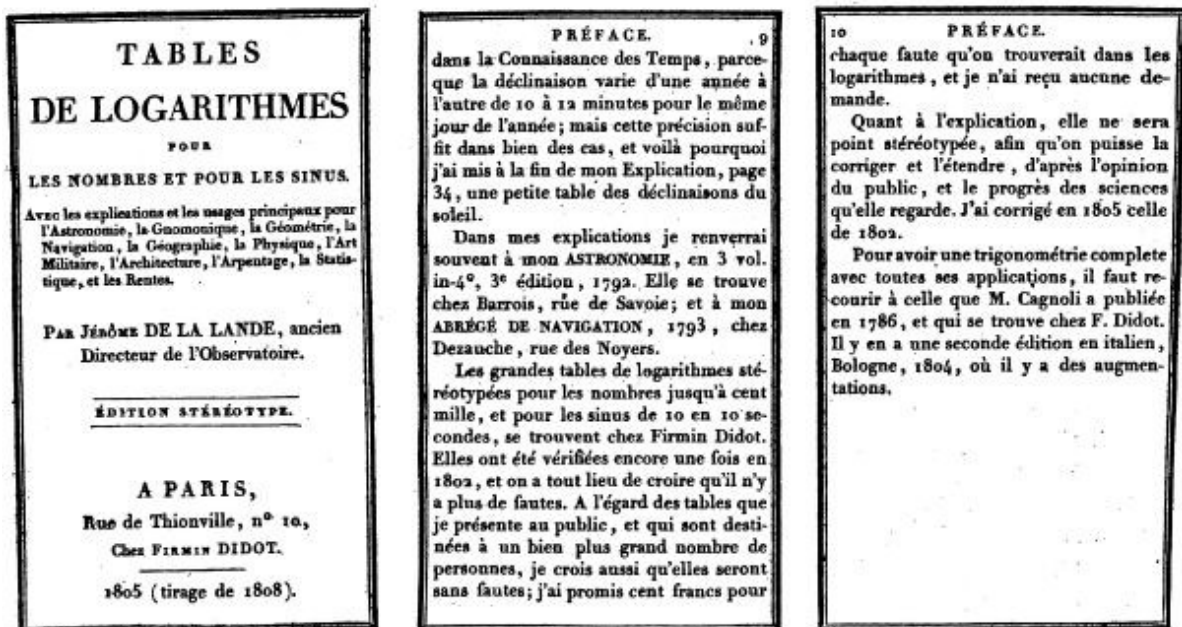 TABLES
DE LOGARITHMES
POUR
LES NOMBRES ET POUR LES SINUS.
Avec les explications et les usages principaux pour
l'Astronomie, la Gnomonique, la Géométrie, la
Navigation, la Géographie, la Physique, l'Art
Militaire, l'Architecture, l'Arpentage, la Statis-
tique, et les Rentes.
PAR JÉRÔME DE LA LANDE, ancien
Directeur de l'Observatoire.
ÉDITION STÉRÉOTYPE.
A PARIS,
Rue de Thionville, nº 10,
Chez FIRMIN DIDOT.
1805 (tirage de 1808).
PRÉFACE. 9
dans la Connaissance des Temps, parce-
que la déclinaison varie d'une année à
l'autre de 10 à 12 minutes pour le même
jour de l'année; mais cette précision suf-
fit dans bien des cas, et voilà pourquoi
j'ai mis à la fin de mon Explication, page
34, une petite table des déclinaisons du
soleil.
Dans mes explications je renverrai
souvent à mon ASTRONOMIE, en 3 vol.
in-4º, 3e édition, 1792. Elle se trouve
chez Barrois, rue de Savoie; et à mon
ABRÉGÉ DE NAVIGATION, 1793, chez
Dezauche, rue des Noyers.
Les grandes tables de logarithmes sté-
réotypées pour les nombres jusqu'à cent
mille, et pour les sinus de 10 en 10 se-
condes, se trouvent chez Firmin Didot.
Elles ont été vérifiées encore une fois en
1802, et on a tout lieu de croire qu'il n'y
a plus de fautes. A l'égard des tables que
je présente au public, et qui sont desti-
nées à un bien plus grand nombre de
personnes, je crois aussi qu'elles seront
sans fautes; j'ai promis cent francs pour
10 PRÉFACE.
chaque faute qu'on trouverait dans les
logarithmes, et je n'ai reçu aucune de-
mande.
Quant à l'explication, elle ne sera
point stéréotypée, afin qu'on puisse la
corriger et l'étendre, d'après l'opinion
du public, et le progrès des sciences
qu'elle regarde. J'ai corrigé en 1805 celle
de 1802.
Pour avoir une trigonométrie complete
avec toutes ses applications, il faut re-
courir à celle que M. Cagnoli a publiée
en 1786, et qui se trouve chez F. Didot.
Il y en a une seconde édition en italien,
Bologne, 1804, où il y a des augmen-
tations.